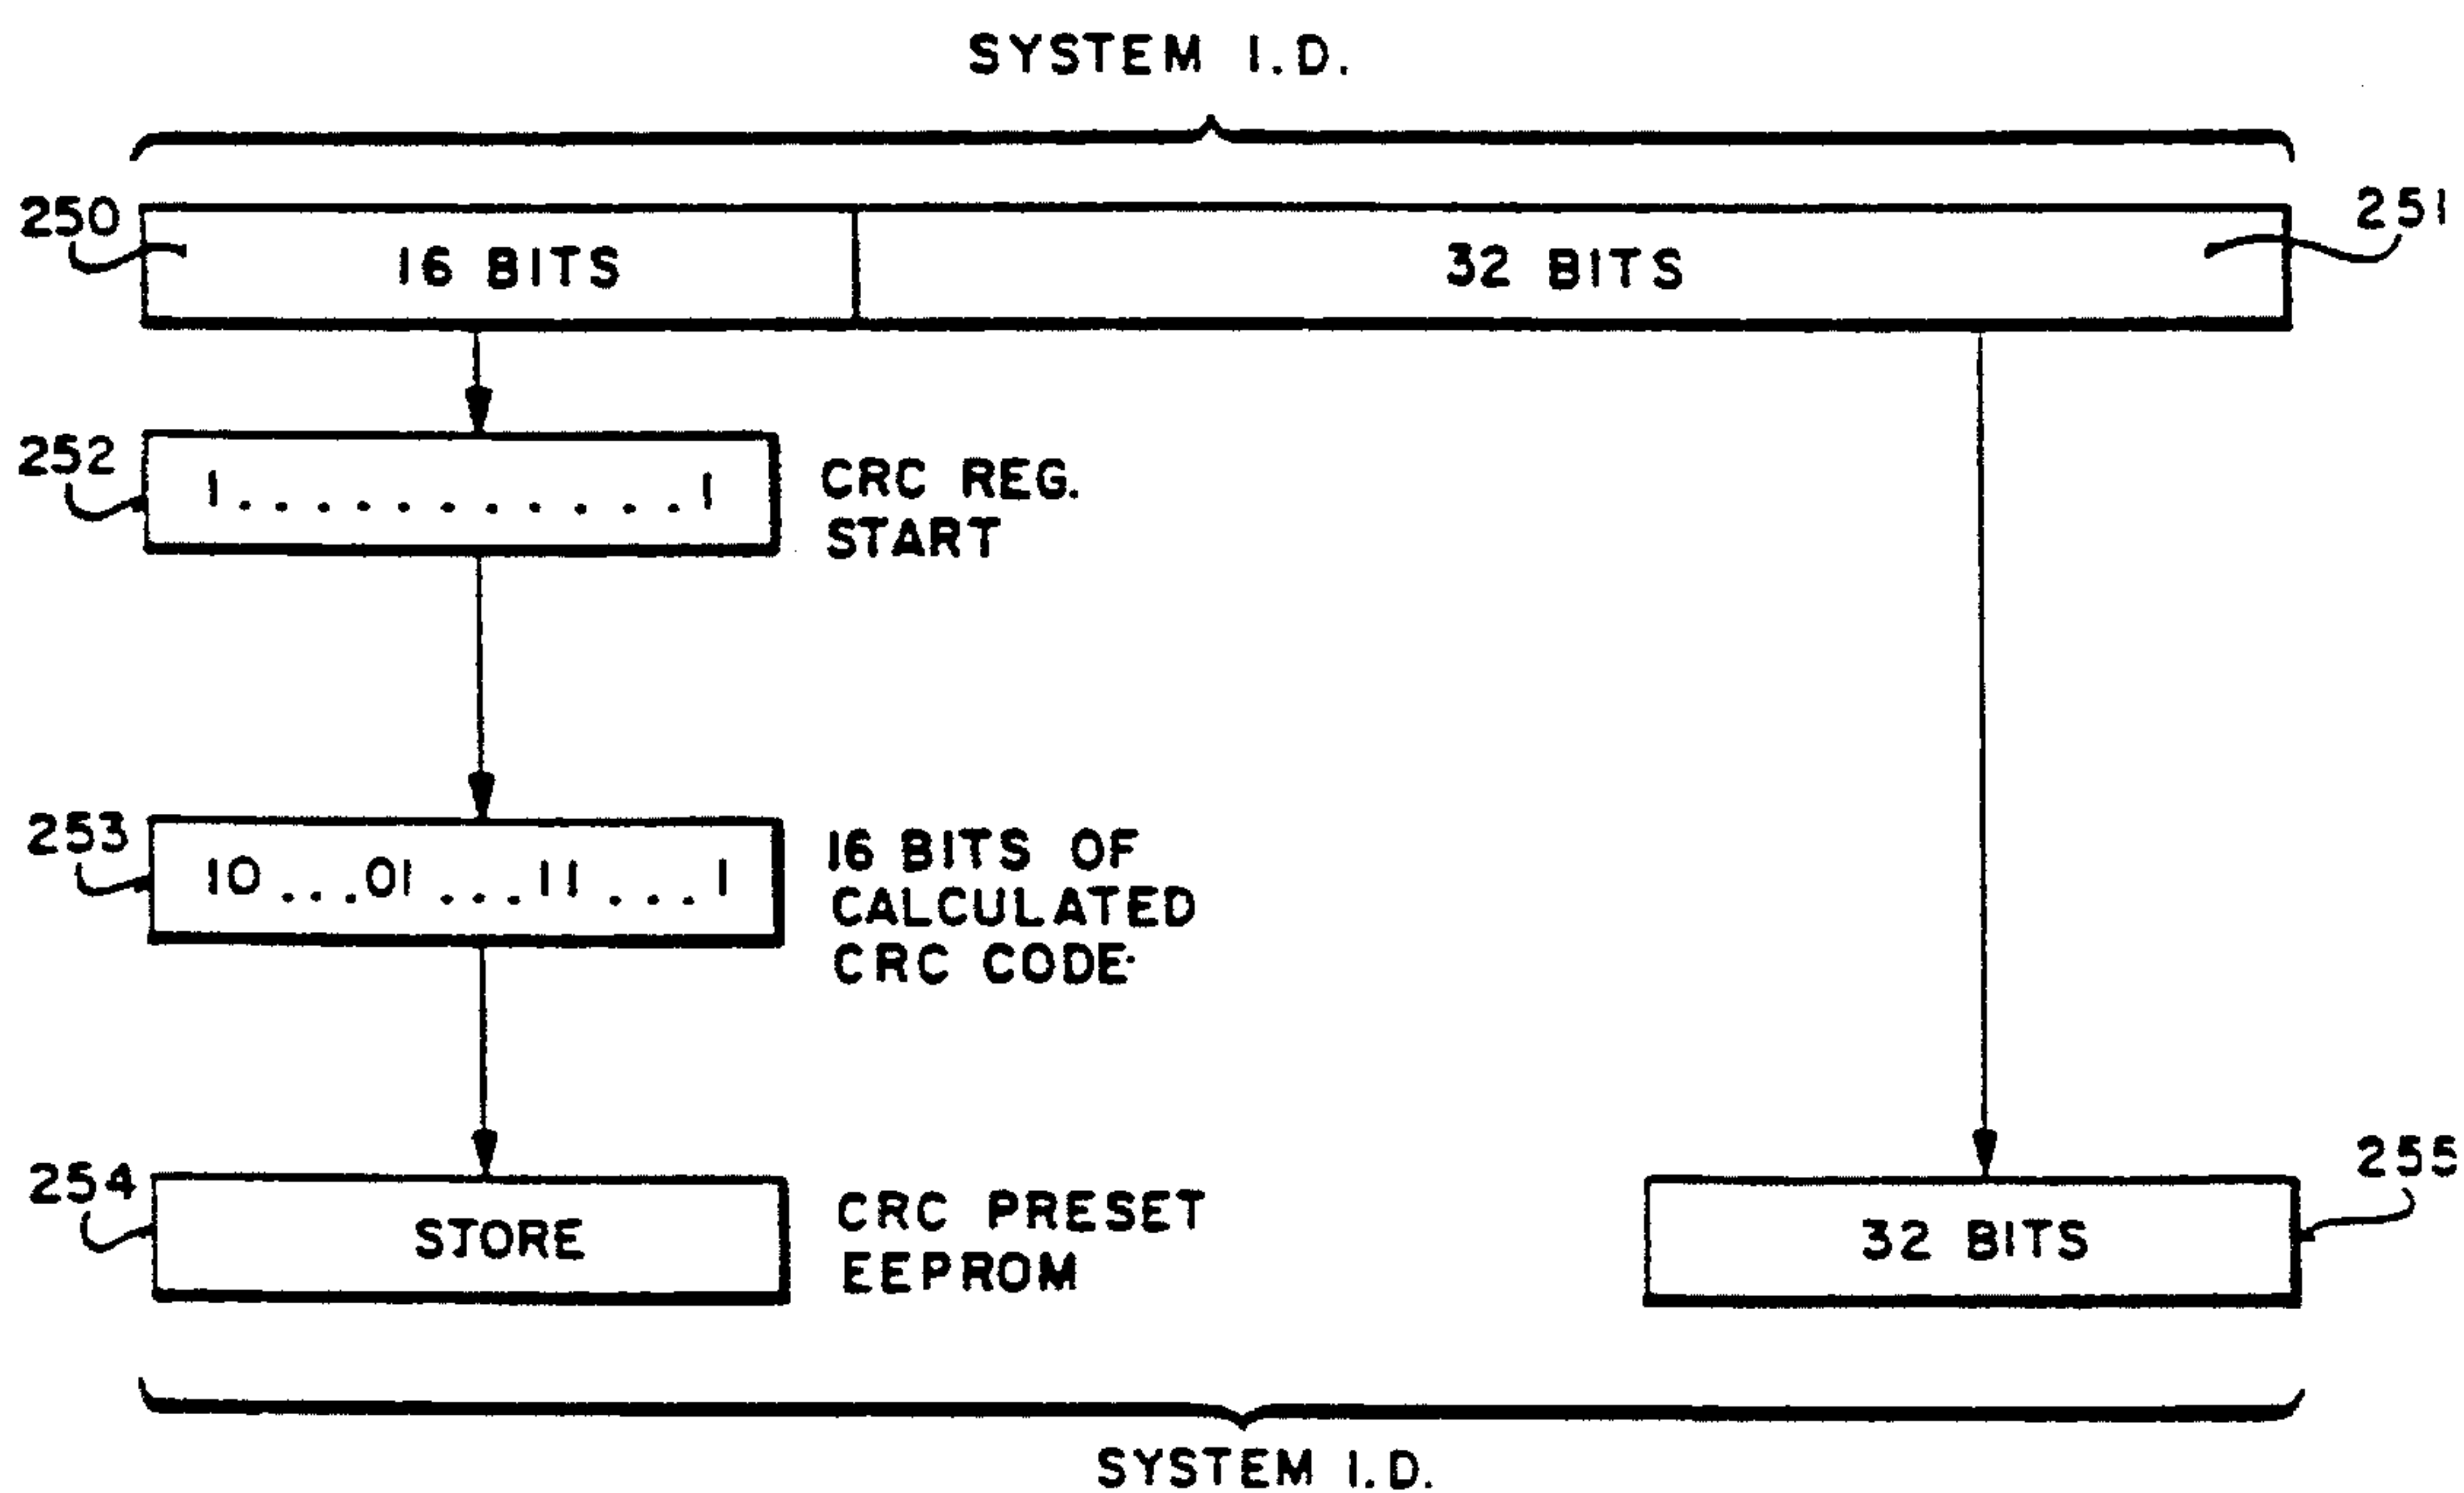 SYSTEM I.D.
250
16 BITS
32 BITS
251
252
1............1
CRC REG.
START
253
10...01...11...1
16 BITS OF
CALCULATED
CRC CODE
254
STORE
CRC PRESET
EEPROM
32 BITS
255
SYSTEM I.D.